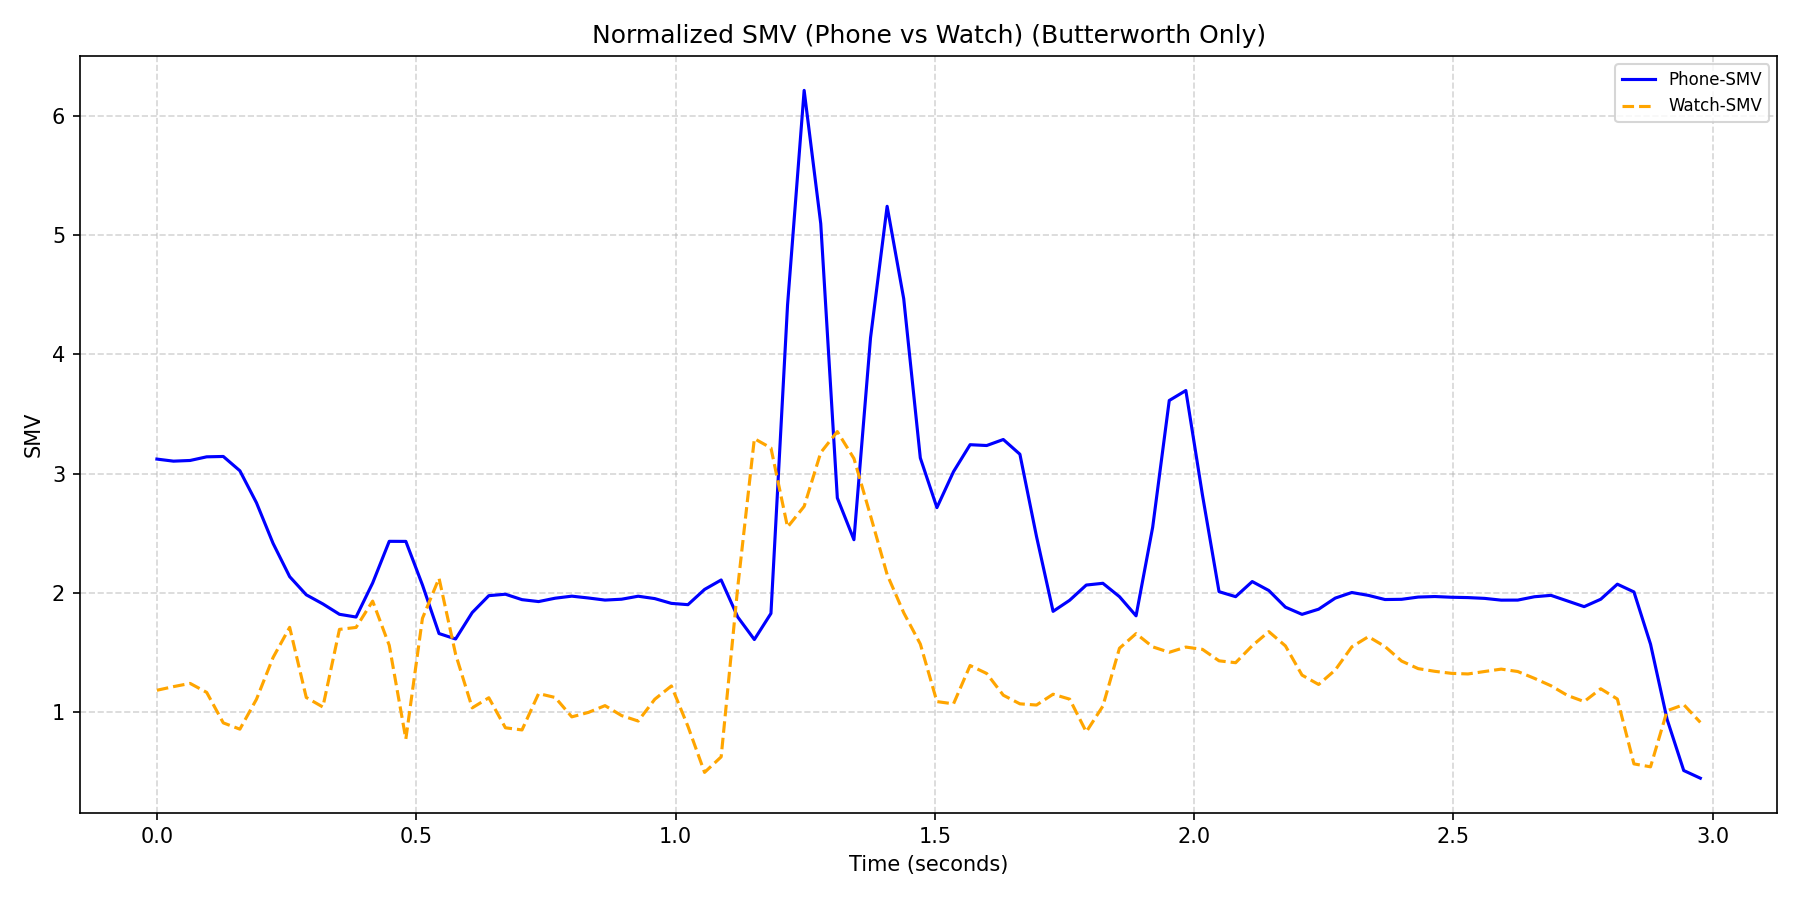 Normalized SMV (Phone vs Watch) (Butterworth Only)
Phone-SMV
Watch-SMV
SMV
6
5
4
3
2
1
0.0 0.5 1.0 1.5 2.0 2.5 3.0
Time (seconds)